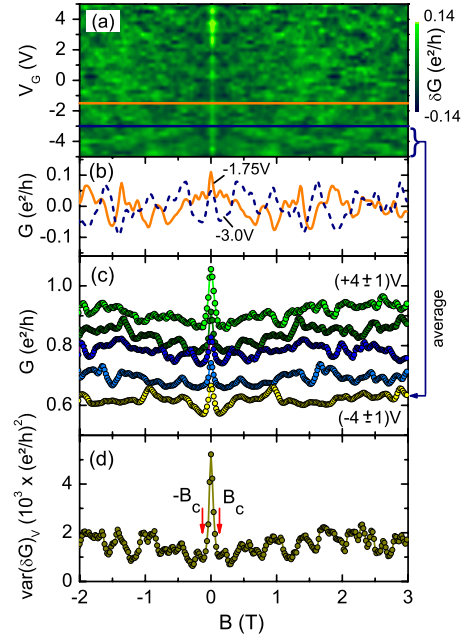 (a)
4
2
0
-2
-4
V_G (V)
0.14
δG (e²/h)
-0.14
(b)
0.1
0.0
-0.1
G (e²/h)
-1.75V
-3.0V
(c)
1.0
0.8
0.6
G (e²/h)
(+4±1)V
(-4±1)V
average
(d)
4
2
0
var(δG)_V (10³ x (e²/h)²)
-B_c B_c
-2 -1 0 1 2 3
B (T)